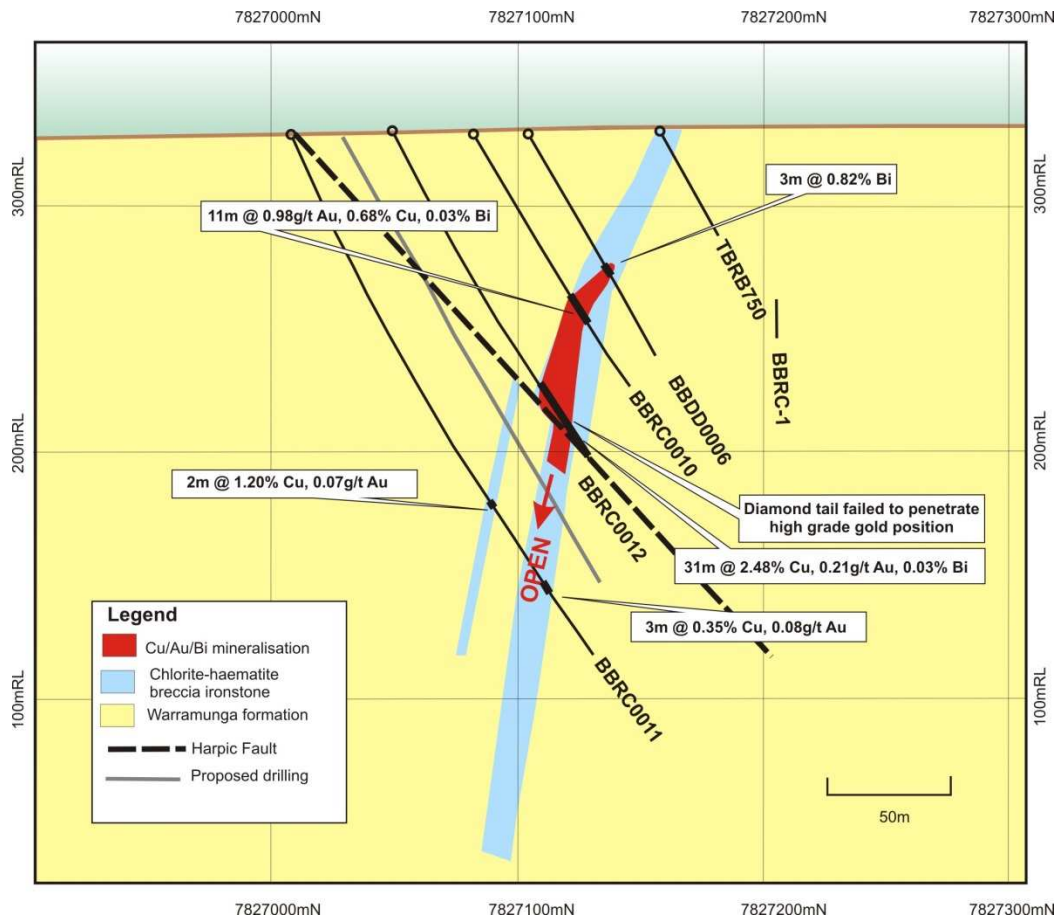 7827000mN
7827100mN
7827200mN
7827300mN
300mRL
200mRL
100mRL
300mRL
200mRL
100mRL
3m @ 0.82% Bi
11m @ 0.98g/t Au, 0.68% Cu, 0.03% Bi
TBRB750
BBRC-1
BBDD0006
BBRC0010
BBRC0012
BBRC0011
2m @ 1.20% Cu, 0.07g/t Au
Diamond tail failed to penetrate
high grade gold position
31m @ 2.48% Cu, 0.21g/t Au, 0.03% Bi
OPEN
3m @ 0.35% Cu, 0.08g/t Au
Legend
Cu/Au/Bi mineralisation
Chlorite-haematite
breccia ironstone
Warramunga formation
Harpic Fault
Proposed drilling
50m
7827000mN
7827100mN
7827200mN
7827300mN